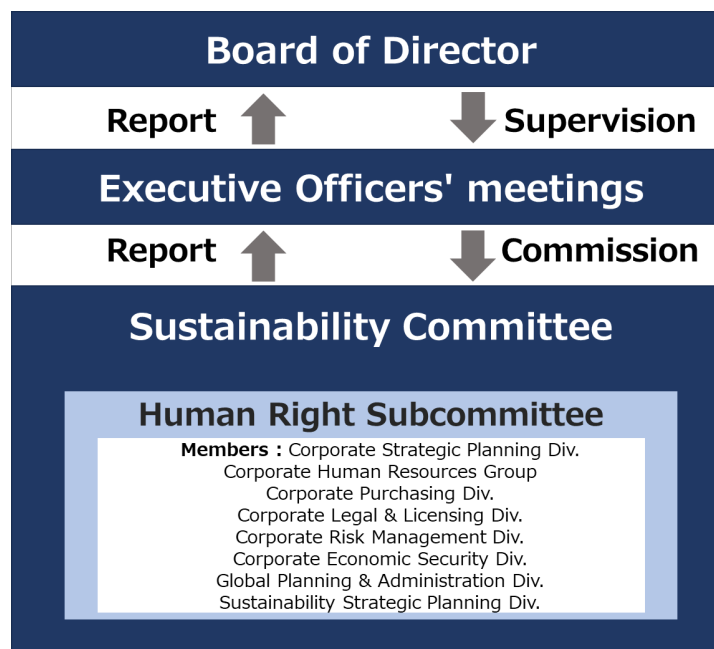 Board of Director
Report Supervision
Executive Officers' meetings
Report Commission
Sustainability Committee
Human Right Subcommittee
Members : Corporate Strategic Planning Div.
Corporate Human Resources Group
Corporate Purchasing Div.
Corporate Legal & Licensing Div.
Corporate Risk Management Div.
Corporate Economic Security Div.
Global Planning & Administration Div.
Sustainability Strategic Planning Div.